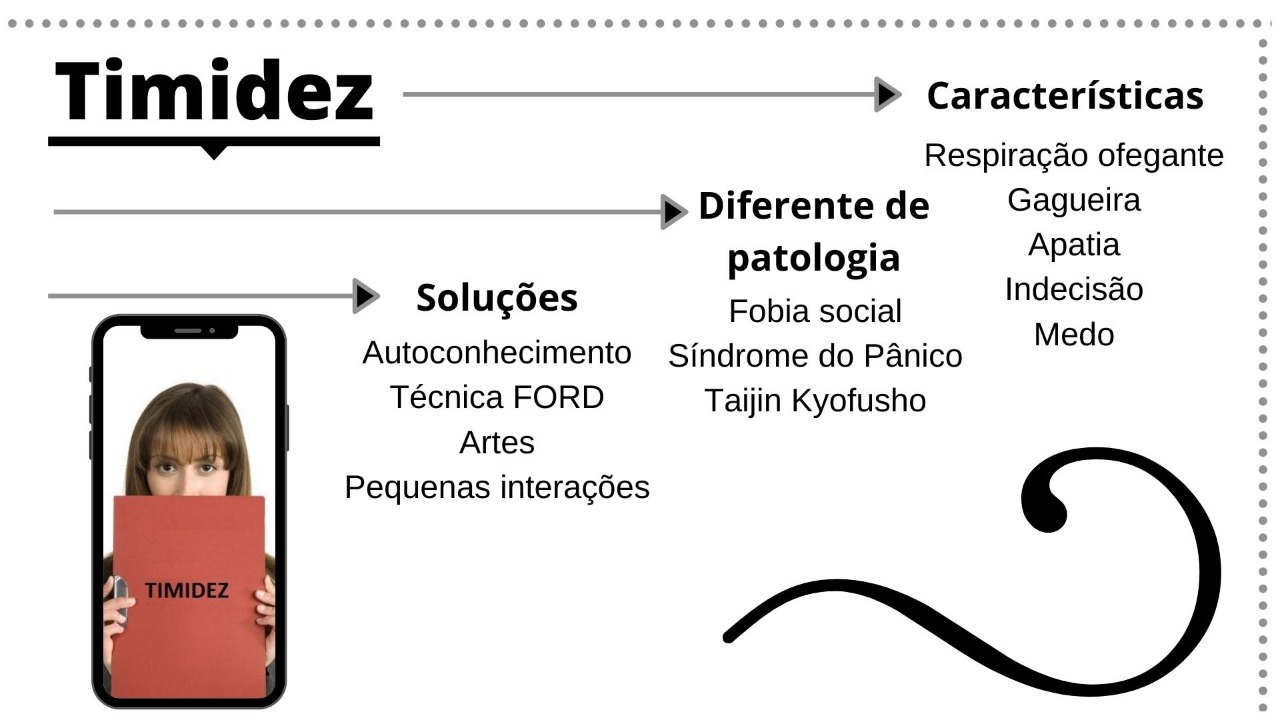 Timidez
Características
Respiração ofegante
Gagueira
Apatia
Indecisão
Medo
Diferente de
patologia
Fobia social
Síndrome do Pânico
Taijin Kyofusho
Soluções
Autoconhecimento
Técnica FORD
Artes
Pequenas interações
TIMIDEZ